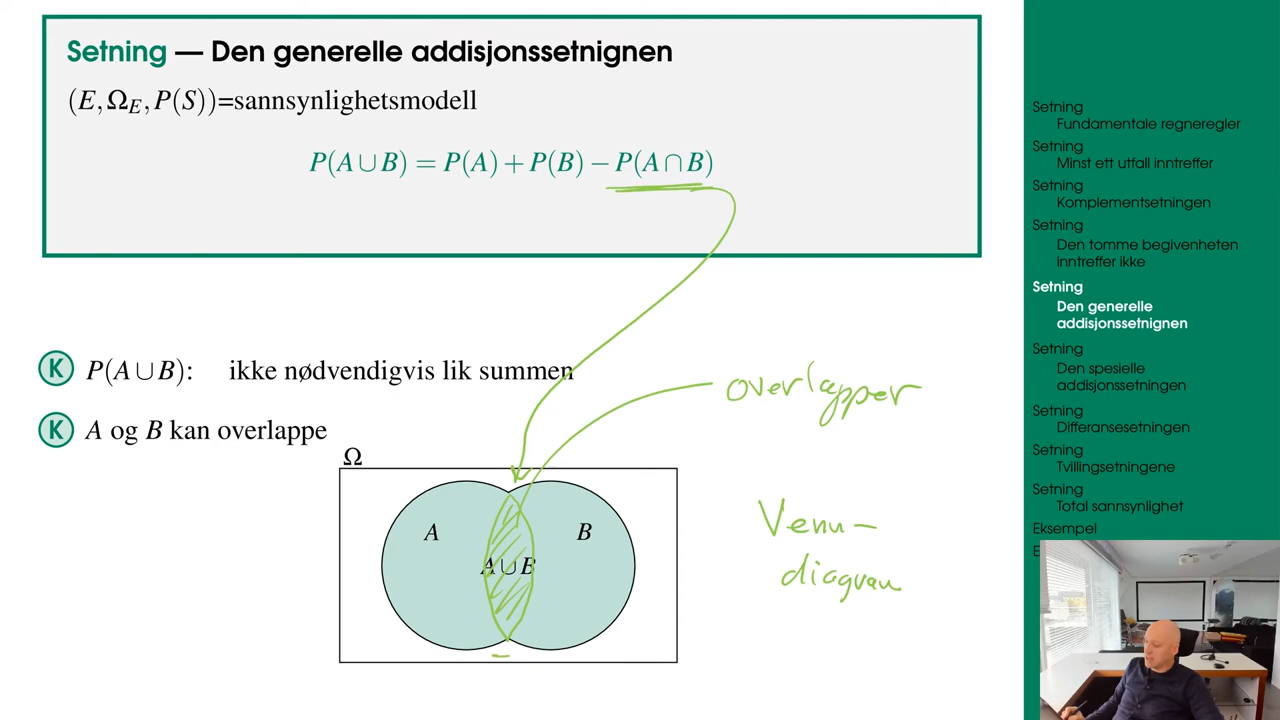 Setning — Den generelle addisjonssetnignen
(E, Ω_E, P(S))=sannsynlighetsmodell
P(A ∪ B) = P(A) + P(B) − P(A ∩ B)
K P(A ∪ B): ikke nødvendigvis lik summen
K A og B kan overlappe
overlapper
Ω
A
B
A ∪ B
Venn-
diagram
Setning
Fundamentale regneregler
Setning
Minst ett utfall inntreffer
Setning
Komplementsetningen
Setning
Den tomme begivenheten
inntreffer ikke
Setning
Den generelle
addisjonssetnignen
Setning
Den spesielle
addisjonssetningen
Setning
Differansesetningen
Setning
Tvillingsetningene
Setning
Total sannsynlighet
Eksempel